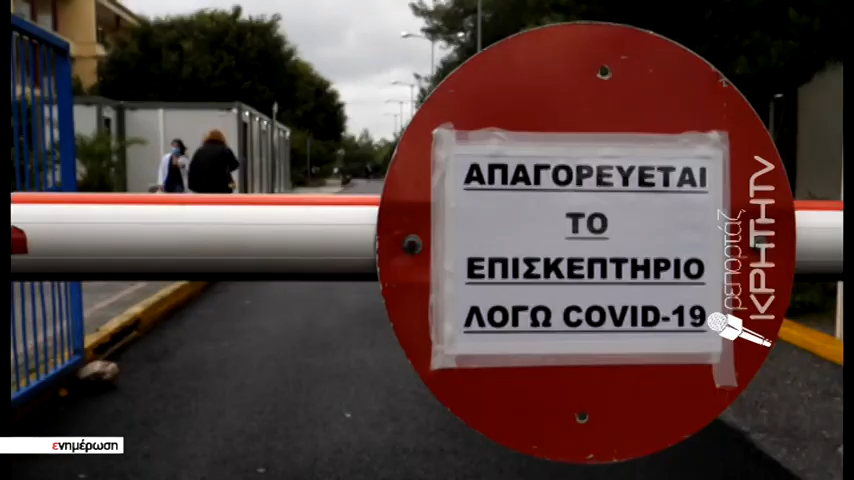 ΑΠΑΓΟΡΕΥΕΤΑΙ
ΤΟ
ΕΠΙΣΚΕΠΤΗΡΙΟ
ΛΟΓΩ COVID-19
ρεπορτάζ
ΚΡΗΤΗTV
ενημέρωση